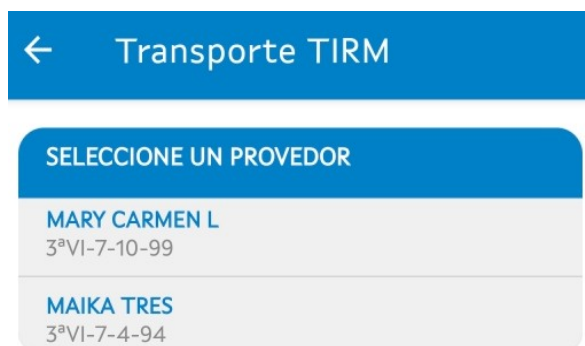 Transporte TIRM
SELECCIONE UN PROVEDOR
MARY CARMEN L
3ªVI-7-10-99
MAIKA TRES
3ªVI-7-4-94